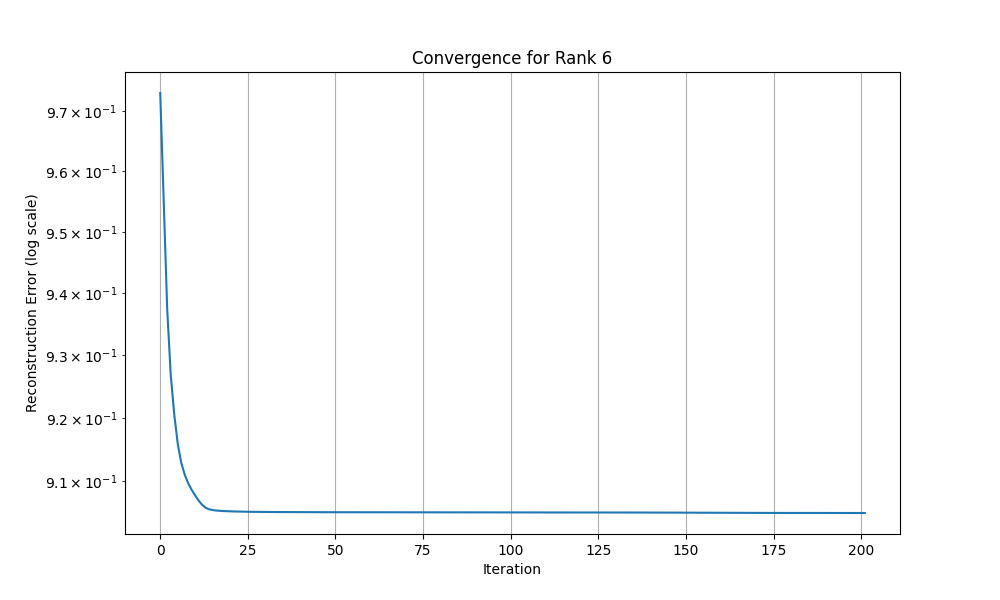 Convergence for Rank 6
Reconstruction Error (log scale)
9.7 × 10⁻¹
9.6 × 10⁻¹
9.5 × 10⁻¹
9.4 × 10⁻¹
9.3 × 10⁻¹
9.2 × 10⁻¹
9.1 × 10⁻¹
0 25 50 75 100 125 150 175 200
Iteration